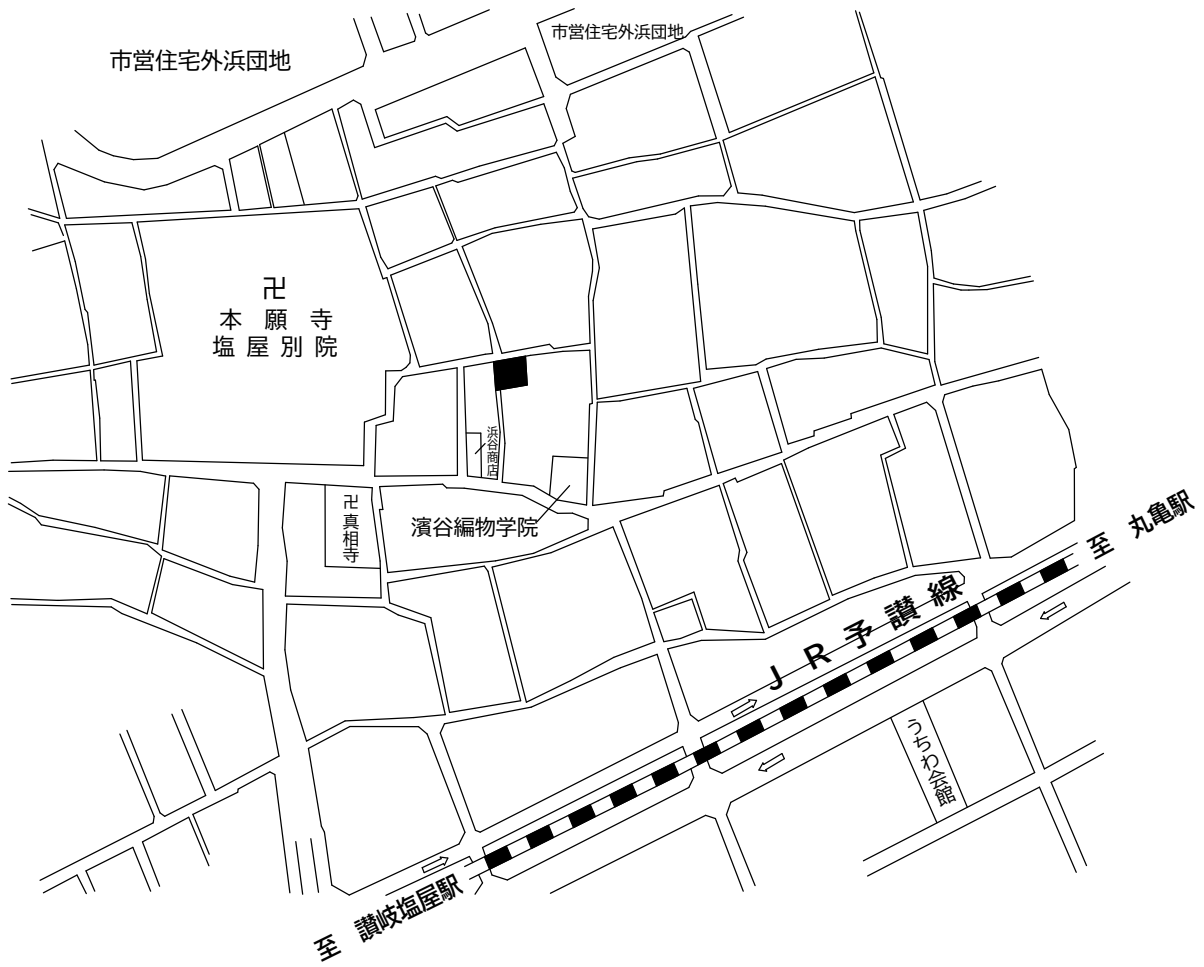 市営住宅外浜団地
市営住宅外浜団地
卍
本願寺
塩屋別院
浜谷商店
卍真相寺
濱谷編物学院
至 丸亀駅
JR予讃線
うちわ会館
至 讃岐塩屋駅